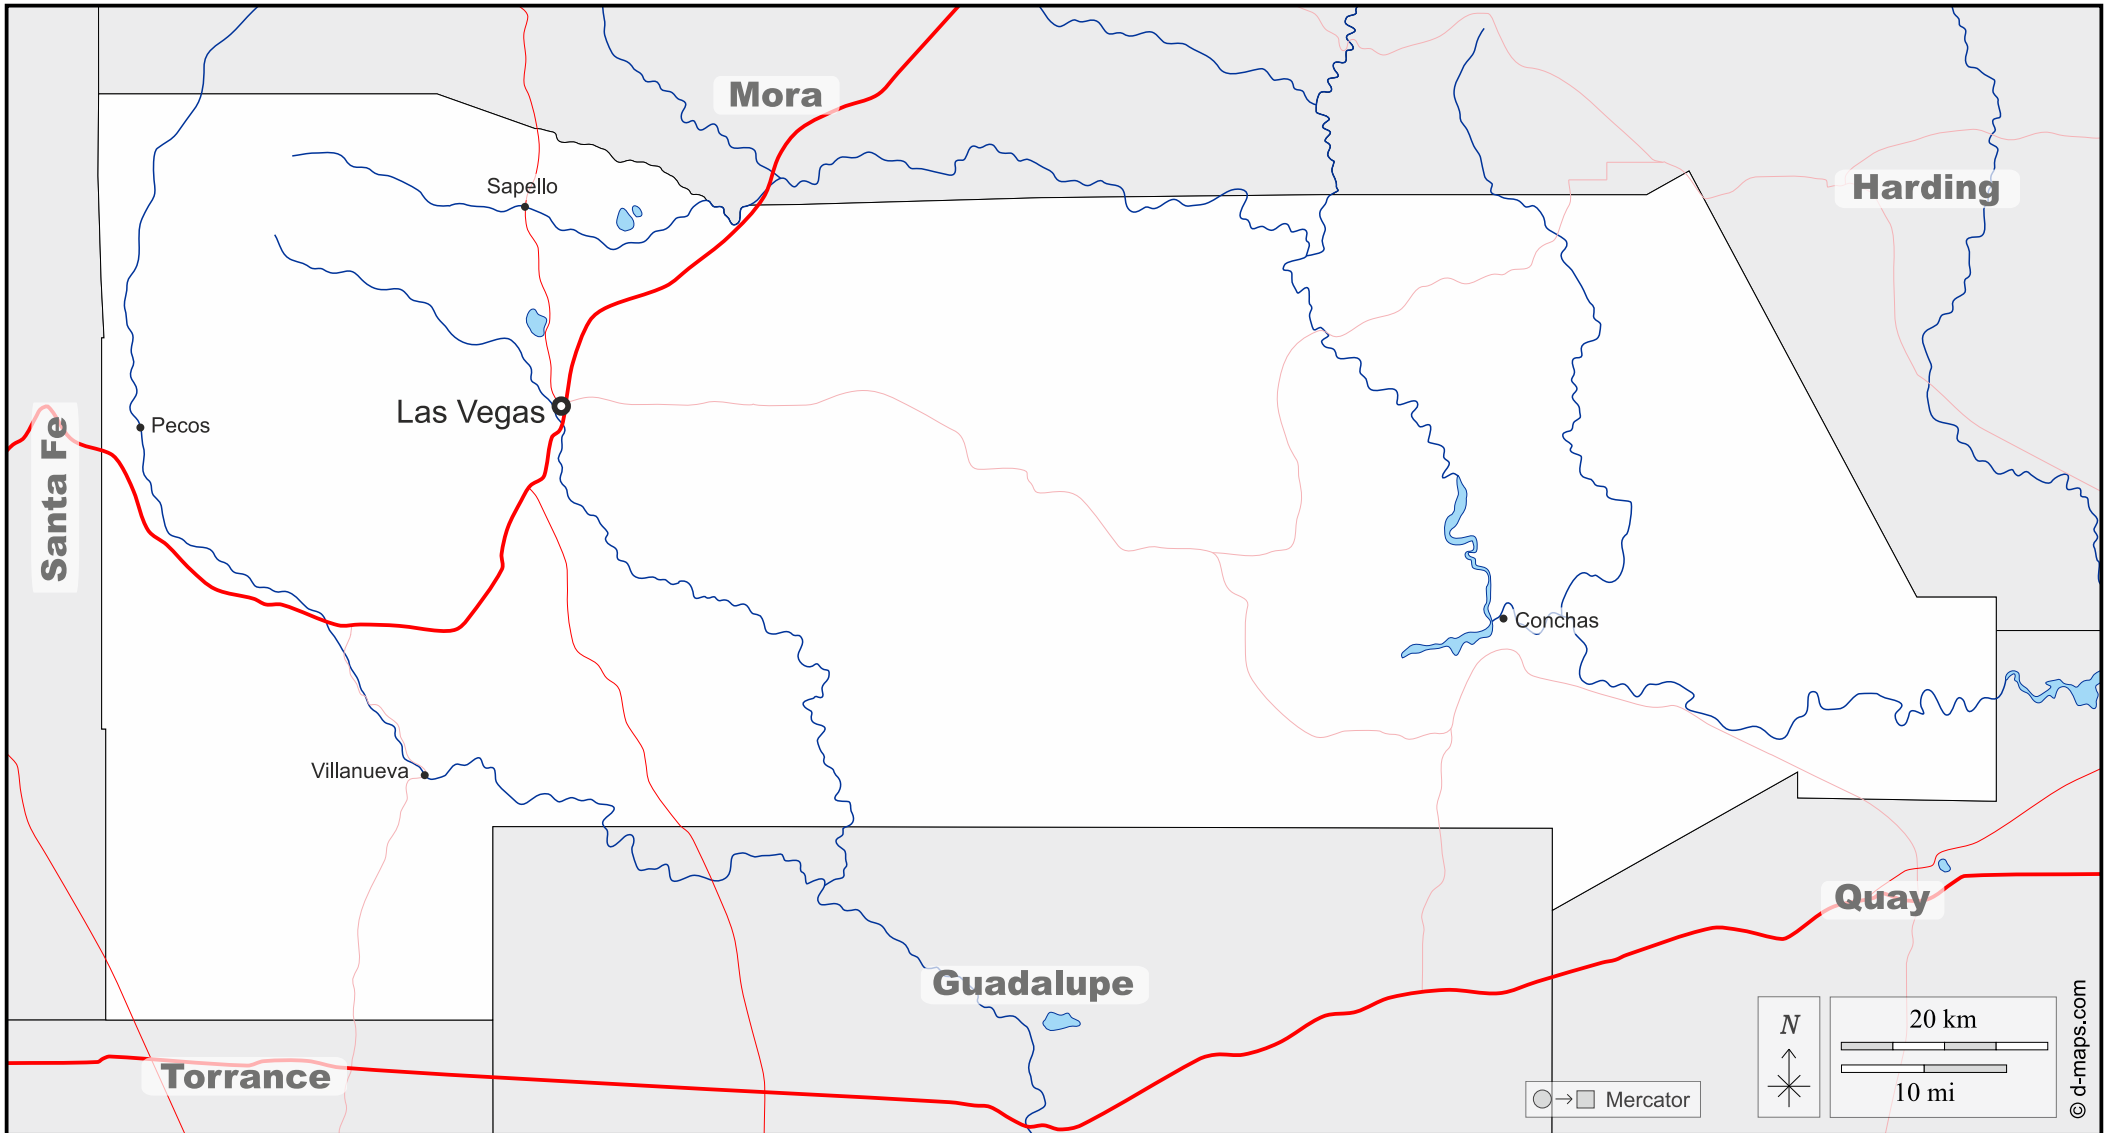 Mora
Harding
Sapello
Las Vegas
Pecos
Santa Fe
Conchas
Villanueva
Quay
Guadalupe
Torrance
N
20 km
10 mi
Mercator
© d-maps.com